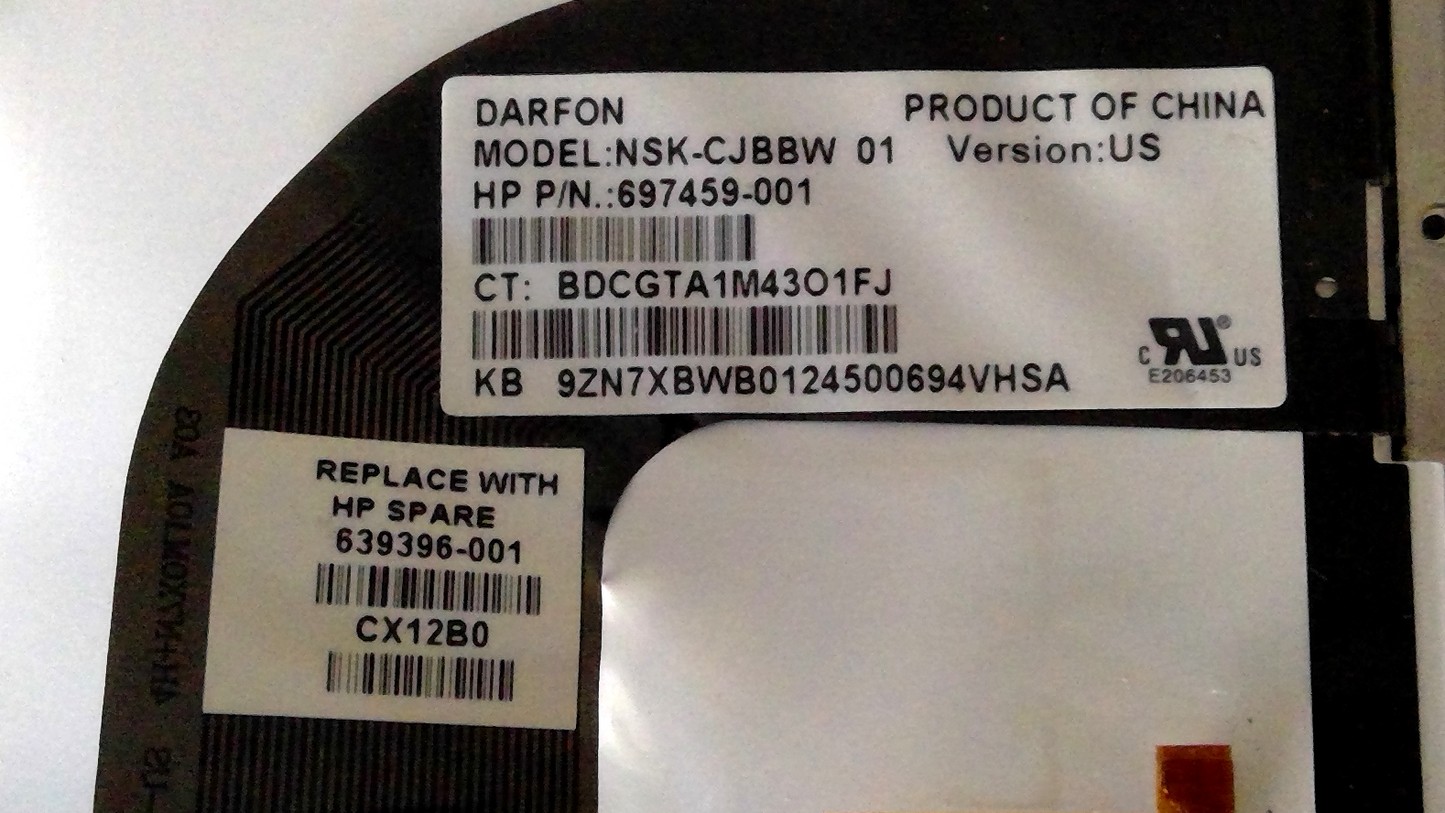 DARFON PRODUCT OF CHINA
MODEL:NSK-CJBBW 01 Version:US
HP P/N.:697459-001
CT: BDCGTA1M43O1FJ
KB 9ZN7XBWB0124500694VHSA
C US
E206453
REPLACE WITH
HP SPARE
639396-001
CX12B0